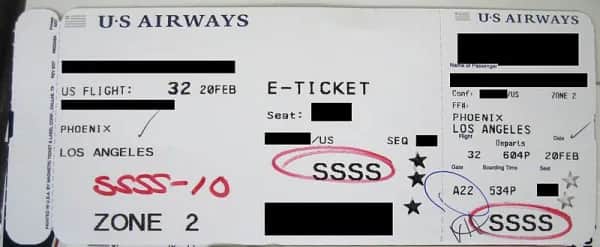 U·S AIRWAYS
US FLIGHT: 32 20FEB
PHOENIX
LOS ANGELES
SSSS-10
ZONE 2
E-TICKET
Seat:
/US SEQ
SSSS
U·S AIRWAYS
Name of Passenger
Conf: /US ZONE 2
FF#:
PHOENIX
LOS ANGELES
Flight Departs Date
32 604P 20FEB
Gate Boarding Time Seat
A22 534P
SSSS